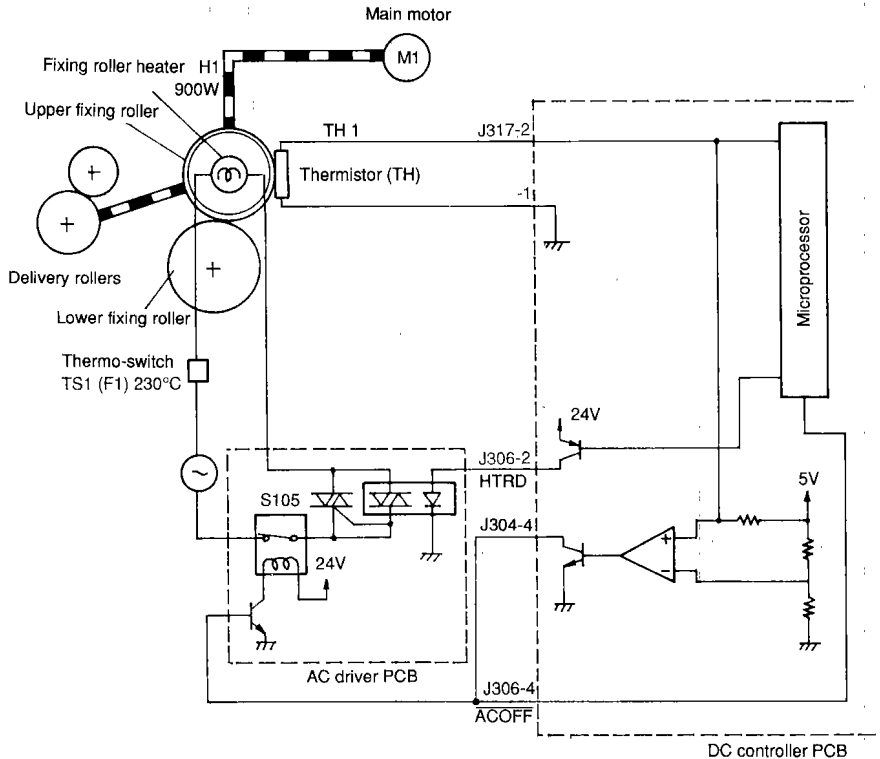 Main motor
M1
Fixing roller heater
H1
900W
Upper fixing roller
TH 1
J317-2
Thermistor (TH)
-1
Microprocessor
Delivery rollers
Lower fixing roller
Thermo-switch
TS1 (F1) 230°C
24V
J306-2
HTRD
S105
5V
J304-4
+
−
24V
AC driver PCB
J306-4
ACOFF
DC controller PCB